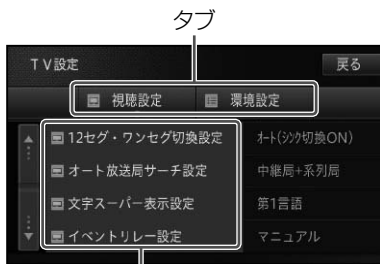 タブ
TV設定
戻る
視聴設定 環境設定
12セグ・ワンセグ切換設定 オート(シンク切換ON)
オート放送局サーチ設定 中継局+系列局
文字スーパー表示設定 第1言語
イベントリレー設定 マニュアル